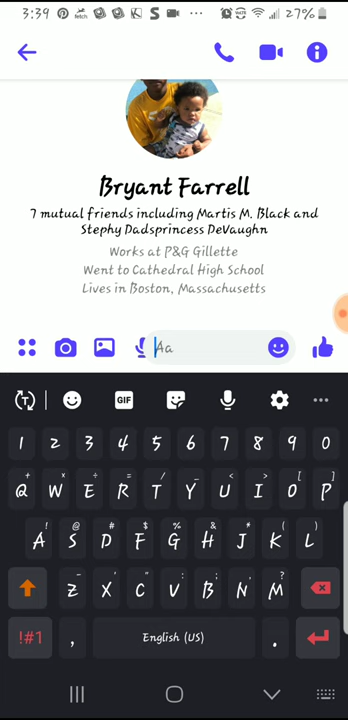 3:39 fetch S ... 27%
Bryant Farrell
7 mutual friends including Martis M. Black and
Stephy Dadsprincess DeVaughn
Works at P&G Gillette
Went to Cathedral High School
Lives in Boston, Massachusetts
Aa
T GIF ...
1 2 3 4 5 6 7 8 9 0
+ × ÷ = / _ < > [ ]
Q W E R T Y U I O P
! @ # $ % & * ( )
A S D F G H J K L
- ' " : ; , ?
Z X C V B N M
!#1 , English (US) .